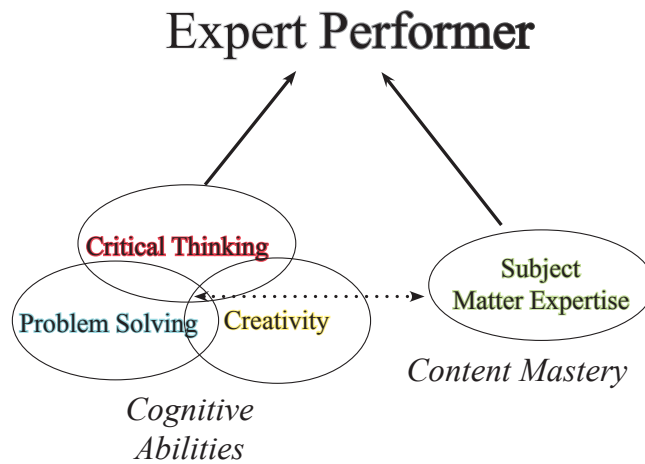 Expert Performer
Critical Thinking
Problem Solving
Creativity
Subject
Matter Expertise
Content Mastery
Cognitive
Abilities